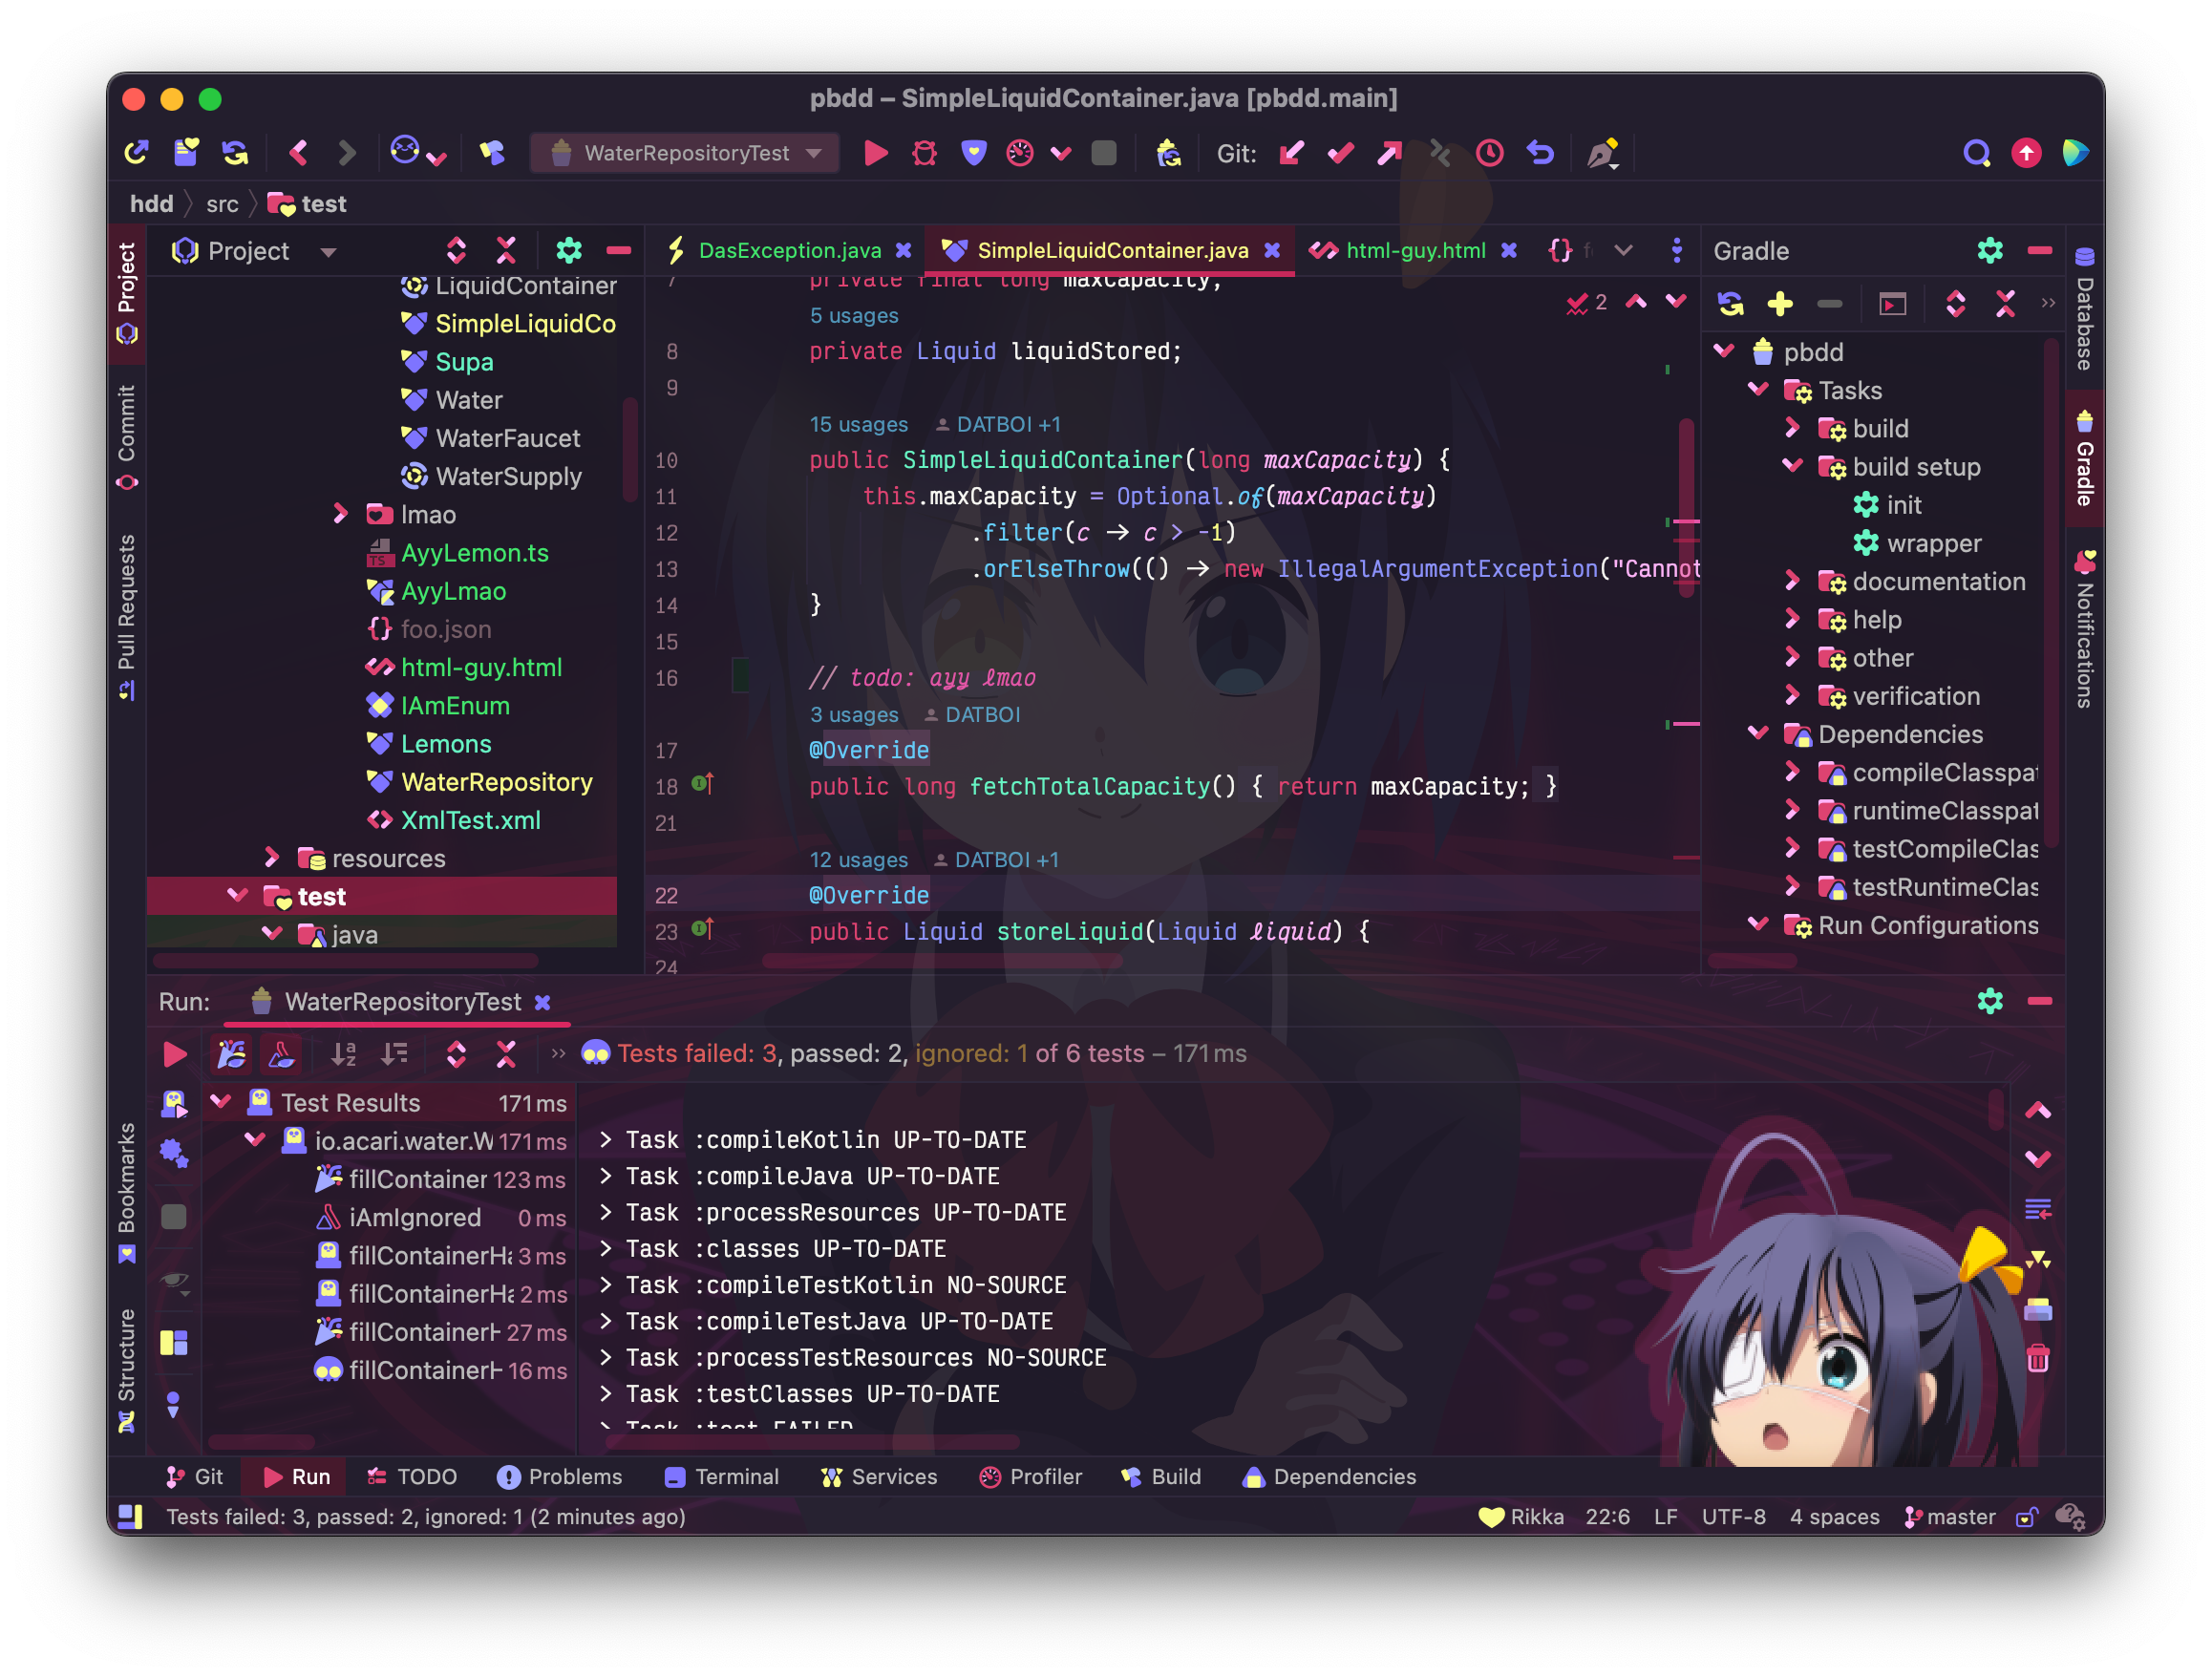 pbdd – SimpleLiquidContainer.java [pbdd.main]
WaterRepositoryTest
Git:
hdd src test
Project
Commit
Pull Requests
Bookmarks
Structure
Project
LiquidContainer
SimpleLiquidCo
Supa
Water
WaterFaucet
WaterSupply
lmao
TS
AyyLemon.ts
AyyLmao
foo.json
html-guy.html
IAmEnum
Lemons
WaterRepository
XmlTest.xml
resources
test
java
DasException.java SimpleLiquidContainer.java html-guy.html
2
7 private final long maxCapacity;
5 usages
8 private Liquid liquidStored;
9
15 usages DATBOI +1
10 public SimpleLiquidContainer(long maxCapacity) {
11 this.maxCapacity = Optional.of(maxCapacity)
12 .filter(c → c > -1)
13 .orElseThrow(() → new IllegalArgumentException("Cannot
14 }
15
16 // todo: ayy lmao
3 usages DATBOI
17 @Override
18 public long fetchTotalCapacity() { return maxCapacity; }
21
12 usages DATBOI +1
22 @Override
23 public Liquid storeLiquid(Liquid liquid) {
24
Gradle
pbdd
Tasks
build
build setup
init
wrapper
documentation
help
other
verification
Dependencies
compileClasspat
runtimeClasspat
testCompileClas
testRuntimeClas
Run Configurations
Database
Gradle
Notifications
Run: WaterRepositoryTest
Tests failed: 3, passed: 2, ignored: 1 of 6 tests – 171 ms
Test Results 171 ms
io.acari.water.W 171 ms
fillContainer 123 ms
iAmIgnored 0 ms
fillContainerHa 3 ms
fillContainerHa 2 ms
fillContainerH 27 ms
fillContainerH 16 ms
> Task :compileKotlin UP-TO-DATE
> Task :compileJava UP-TO-DATE
> Task :processResources UP-TO-DATE
> Task :classes UP-TO-DATE
> Task :compileTestKotlin NO-SOURCE
> Task :compileTestJava UP-TO-DATE
> Task :processTestResources NO-SOURCE
> Task :testClasses UP-TO-DATE
> Task :test FAILED
Git Run TODO Problems Terminal Services Profiler Build Dependencies
Tests failed: 3, passed: 2, ignored: 1 (2 minutes ago)
Rikka 22:6 LF UTF-8 4 spaces master